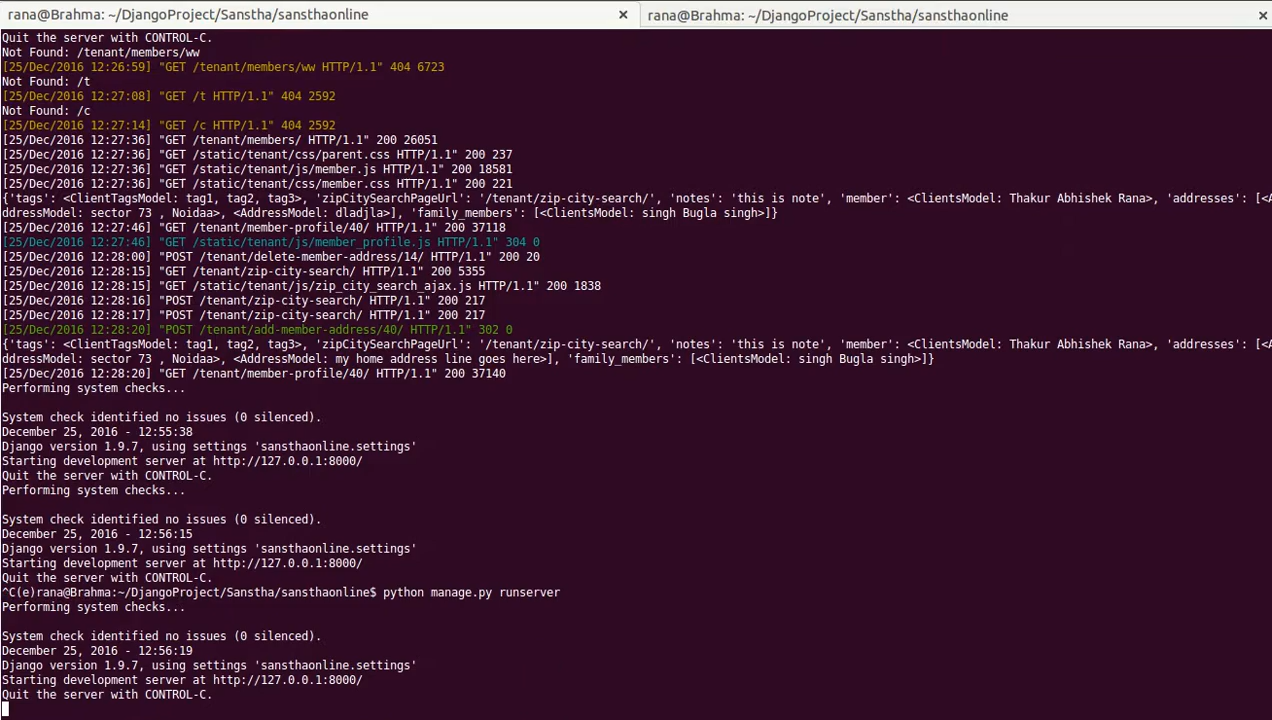 rana@Brahma: ~/DjangoProject/Sanstha/sansthaonline × rana@Brahma: ~/DjangoProject/Sanstha/sansthaonline ×
Quit the server with CONTROL-C.
Not Found: /tenant/members/ww
[25/Dec/2016 12:26:59] "GET /tenant/members/ww HTTP/1.1" 404 6723
Not Found: /t
[25/Dec/2016 12:27:08] "GET /t HTTP/1.1" 404 2592
Not Found: /c
[25/Dec/2016 12:27:14] "GET /c HTTP/1.1" 404 2592
[25/Dec/2016 12:27:36] "GET /tenant/members/ HTTP/1.1" 200 26051
[25/Dec/2016 12:27:36] "GET /static/tenant/css/parent.css HTTP/1.1" 200 237
[25/Dec/2016 12:27:36] "GET /static/tenant/js/member.js HTTP/1.1" 200 18581
[25/Dec/2016 12:27:36] "GET /static/tenant/css/member.css HTTP/1.1" 200 221
{'tags': <ClientTagsModel: tag1, tag2, tag3>, 'zipCitySearchPageUrl': '/tenant/zip-city-search/', 'notes': 'this is note', 'member': <ClientsModel: Thakur Abhishek Rana>, 'addresses': [<A
ddressModel: sector 73 , Noidaa>, <AddressModel: dladjla>], 'family_members': [<ClientsModel: singh Bugla singh>]}
[25/Dec/2016 12:27:46] "GET /tenant/member-profile/40/ HTTP/1.1" 200 37118
[25/Dec/2016 12:27:46] "GET /static/tenant/js/member_profile.js HTTP/1.1" 304 0
[25/Dec/2016 12:28:00] "POST /tenant/delete-member-address/14/ HTTP/1.1" 200 20
[25/Dec/2016 12:28:15] "GET /tenant/zip-city-search/ HTTP/1.1" 200 5355
[25/Dec/2016 12:28:15] "GET /static/tenant/js/zip_city_search_ajax.js HTTP/1.1" 200 1838
[25/Dec/2016 12:28:16] "POST /tenant/zip-city-search/ HTTP/1.1" 200 217
[25/Dec/2016 12:28:17] "POST /tenant/zip-city-search/ HTTP/1.1" 200 217
[25/Dec/2016 12:28:20] "POST /tenant/add-member-address/40/ HTTP/1.1" 302 0
{'tags': <ClientTagsModel: tag1, tag2, tag3>, 'zipCitySearchPageUrl': '/tenant/zip-city-search/', 'notes': 'this is note', 'member': <ClientsModel: Thakur Abhishek Rana>, 'addresses': [<A
ddressModel: sector 73 , Noidaa>, <AddressModel: my home address line goes here>], 'family_members': [<ClientsModel: singh Bugla singh>]}
[25/Dec/2016 12:28:20] "GET /tenant/member-profile/40/ HTTP/1.1" 200 37140
Performing system checks...
System check identified no issues (0 silenced).
December 25, 2016 - 12:55:38
Django version 1.9.7, using settings 'sansthaonline.settings'
Starting development server at http://127.0.0.1:8000/
Quit the server with CONTROL-C.
Performing system checks...
System check identified no issues (0 silenced).
December 25, 2016 - 12:56:15
Django version 1.9.7, using settings 'sansthaonline.settings'
Starting development server at http://127.0.0.1:8000/
Quit the server with CONTROL-C.
^C(e)rana@Brahma:~/DjangoProject/Sanstha/sansthaonline$ python manage.py runserver
Performing system checks...
System check identified no issues (0 silenced).
December 25, 2016 - 12:56:19
Django version 1.9.7, using settings 'sansthaonline.settings'
Starting development server at http://127.0.0.1:8000/
Quit the server with CONTROL-C.